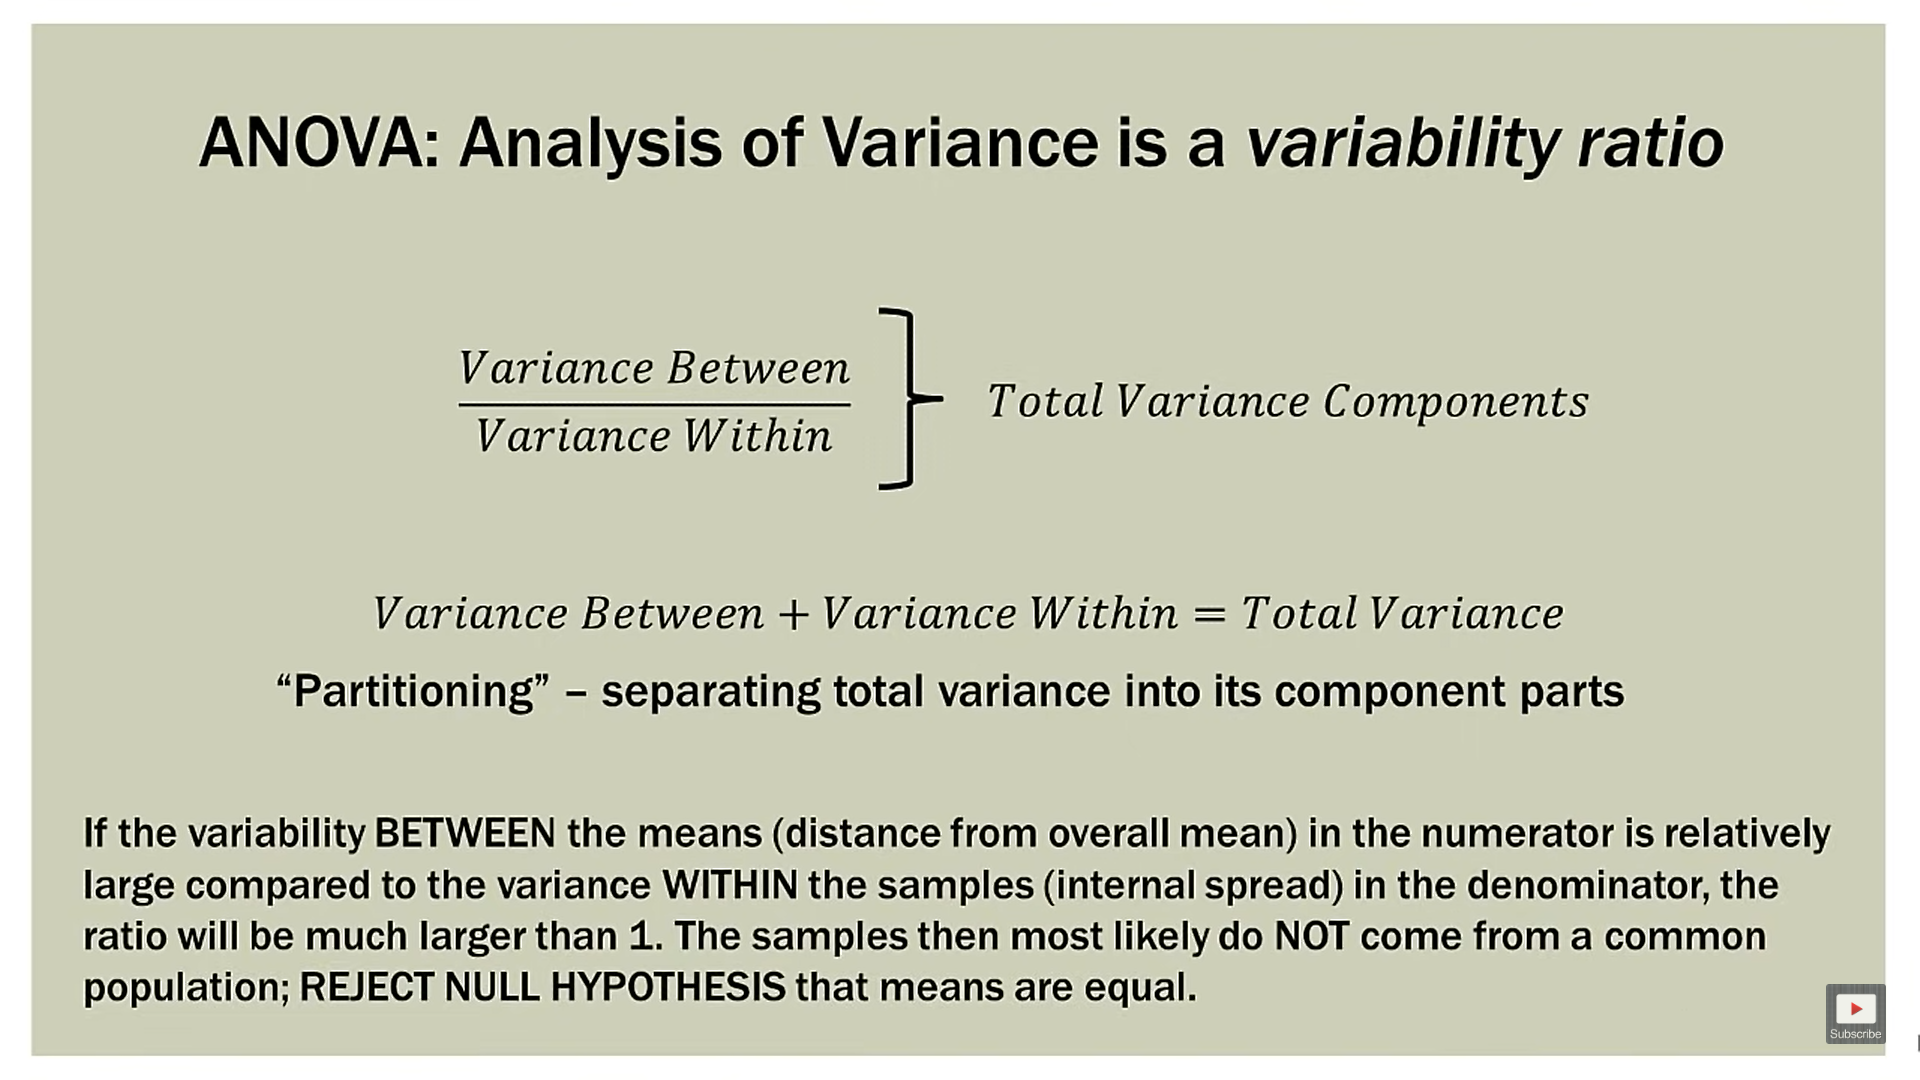 ANOVA: Analysis of Variance is a variability ratio
Variance Between
Variance Within
Total Variance Components
Variance Between + Variance Within = Total Variance
“Partitioning” – separating total variance into its component parts
If the variability BETWEEN the means (distance from overall mean) in the numerator is relatively
large compared to the variance WITHIN the samples (internal spread) in the denominator, the
ratio will be much larger than 1. The samples then most likely do NOT come from a common
population; REJECT NULL HYPOTHESIS that means are equal.
Subscribe